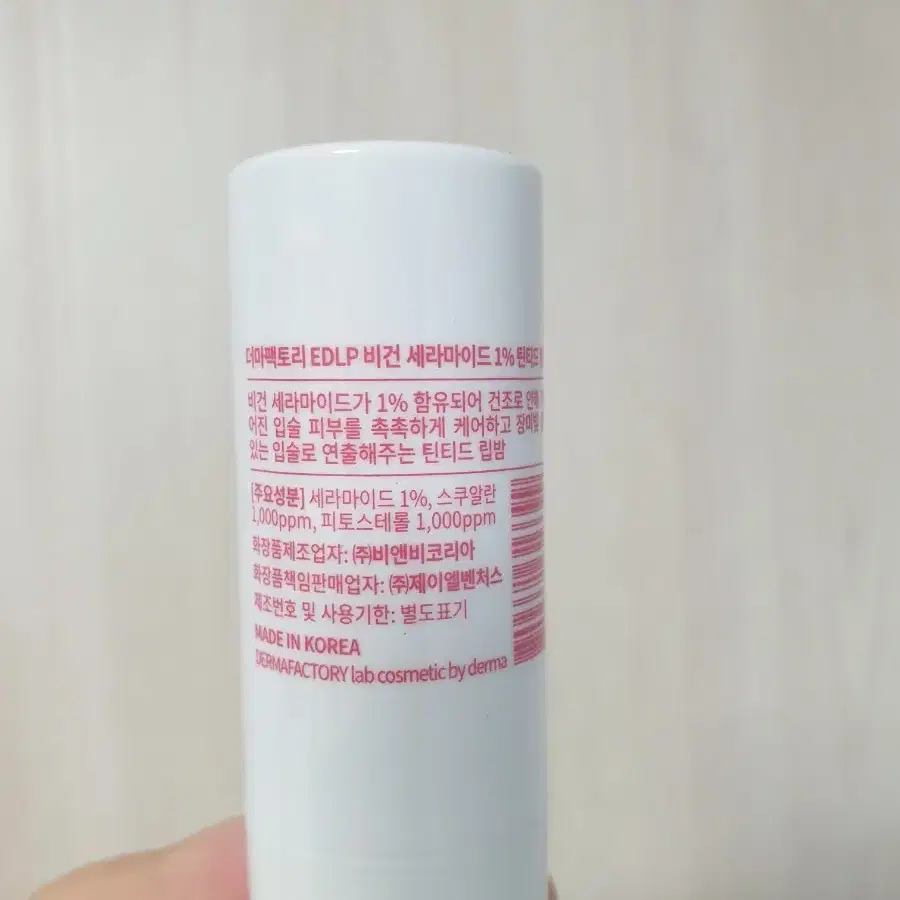 더마팩토리 EDLP 비건 세라마이드 1% 틴티드
비건 세라마이드가 1% 함유되어 건조로 인해
어진 입술 피부를 촉촉하게 케어하고 장미빛
있는 입술로 연출해주는 틴티드 립밤
[주요성분] 세라마이드 1%, 스쿠알란
1,000ppm, 피토스테롤 1,000ppm
화장품제조업자: ㈜비앤비코리아
화장품책임판매업자: ㈜제이엘벤처스
제조번호 및 사용기한: 별도표기
MADE IN KOREA
DERMAFACTORY lab cosmetic by derma